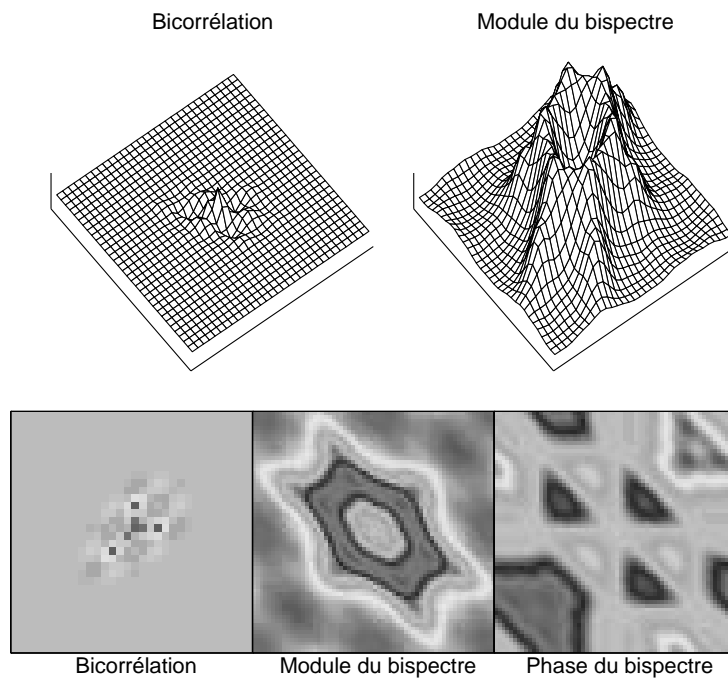 Bicorrélation
Module du bispectre
Bicorrélation
Module du bispectre
Phase du bispectre